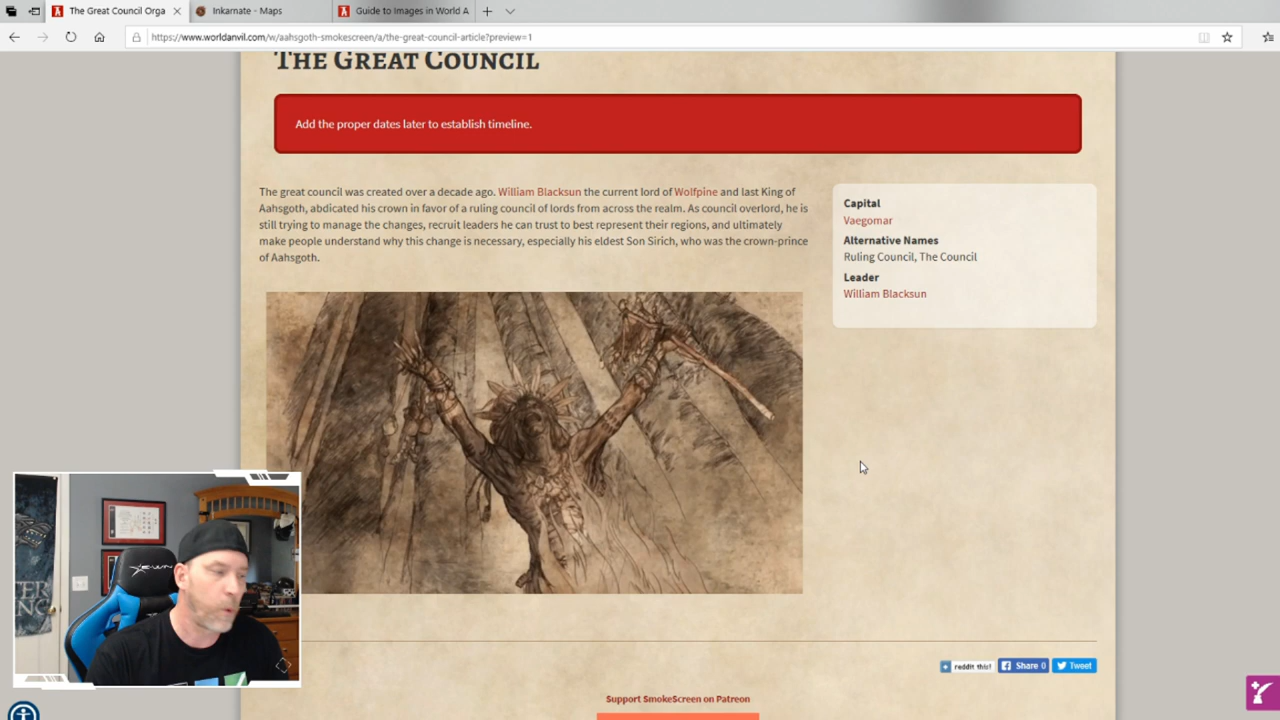 The Great Council Orga
Inkarnate - Maps
Guide to Images in World A
https://www.worldanvil.com/w/aahsgoth-smokescreen/a/the-great-council-article?preview=1
THE GREAT COUNCIL
Add the proper dates later to establish timeline.
The great council was created over a decade ago. William Blacksun the current lord of Wolfpine and last King of
Aahsgoth, abdicated his crown in favor of a ruling council of lords from across the realm. As council overlord, he is
still trying to manage the changes, recruit leaders he can trust to best represent their regions, and ultimately
make people understand why this change is necessary, especially his eldest Son Sirich, who was the crown-prince
of Aahsgoth.
Capital
Vaegomar
Alternative Names
Ruling Council, The Council
Leader
William Blacksun
reddit this!
Share 0
Tweet
Support SmokeScreen on Patreon